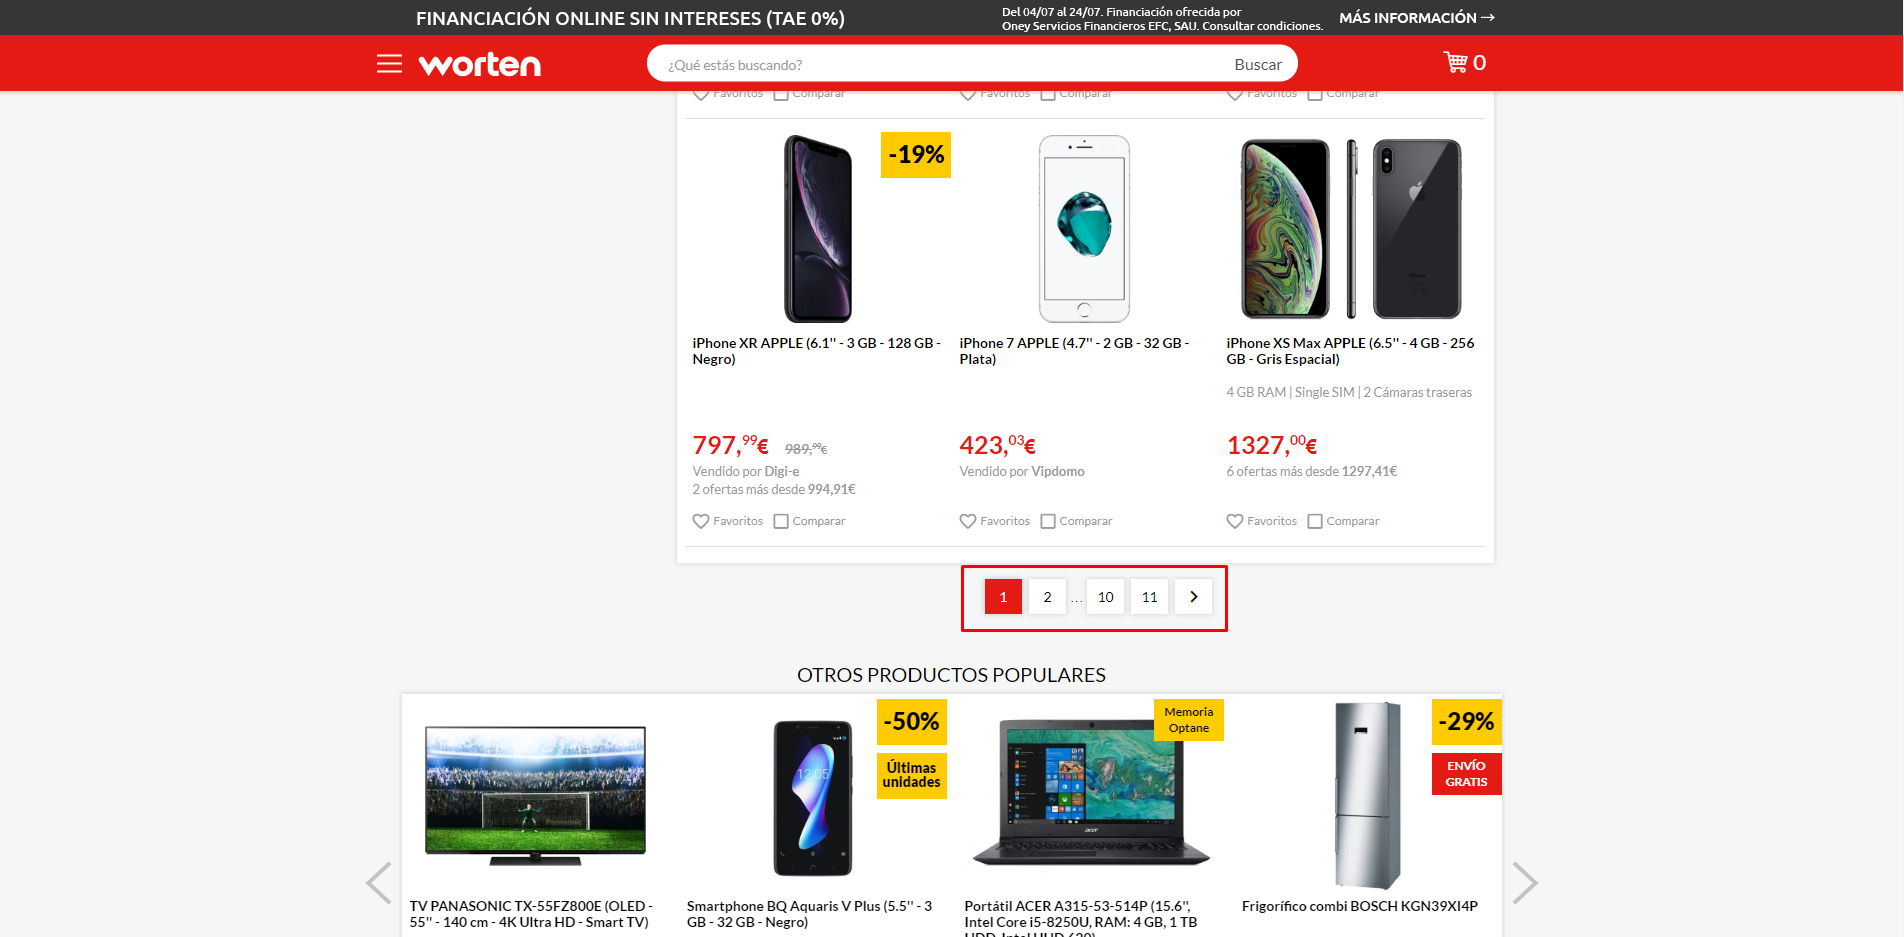 FINANCIACIÓN ONLINE SIN INTERESES (TAE 0%)
Del 04/07 al 24/07. Financiación ofrecida por
Oney Servicios Financieros EFC, SAU. Consultar condiciones.
MÁS INFORMACIÓN →
worten
¿Qué estás buscando?
Buscar
0
Favoritos Comparar
Favoritos Comparar
Favoritos Comparar
-19%
iPhone XR APPLE (6.1'' - 3 GB - 128 GB -
Negro)
797,99€ 989,99€
Vendido por Digi-e
2 ofertas más desde 994,91€
Favoritos Comparar
iPhone 7 APPLE (4.7'' - 2 GB - 32 GB -
Plata)
423,03€
Vendido por Vipdomo
Favoritos Comparar
iPhone XS Max APPLE (6.5'' - 4 GB - 256
GB - Gris Espacial)
4 GB RAM | Single SIM | 2 Cámaras traseras
1327,00€
6 ofertas más desde 1297,41€
Favoritos Comparar
1 2 ... 10 11
OTROS PRODUCTOS POPULARES
TV PANASONIC TX-55FZ800E (OLED -
55'' - 140 cm - 4K Ultra HD - Smart TV)
-50%
Últimas
unidades
12:05
Smartphone BQ Aquaris V Plus (5.5'' - 3
GB - 32 GB - Negro)
Memoria
Optane
acer
Portátil ACER A315-53-514P (15.6'',
Intel Core i5-8250U, RAM: 4 GB, 1 TB
HDD, Intel UHD 620)
-29%
ENVÍO
GRATIS
Frigorífico combi BOSCH KGN39XI4P